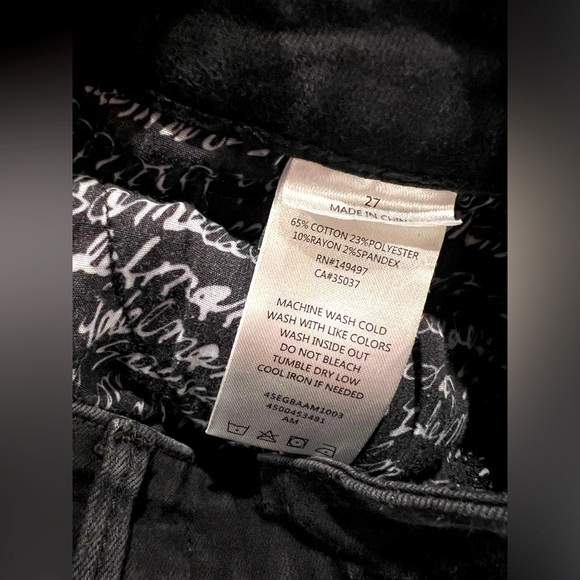 27
MADE IN CHINA
65% COTTON 23%POLYESTER
10%RAYON 2%SPANDEX
RN#149497
CA#35037
MACHINE WASH COLD
WASH WITH LIKE COLORS
WASH INSIDE OUT
DO NOT BLEACH
TUMBLE DRY LOW
COOL IRON IF NEEDED
45EGBAAM1003
4500453481
AM